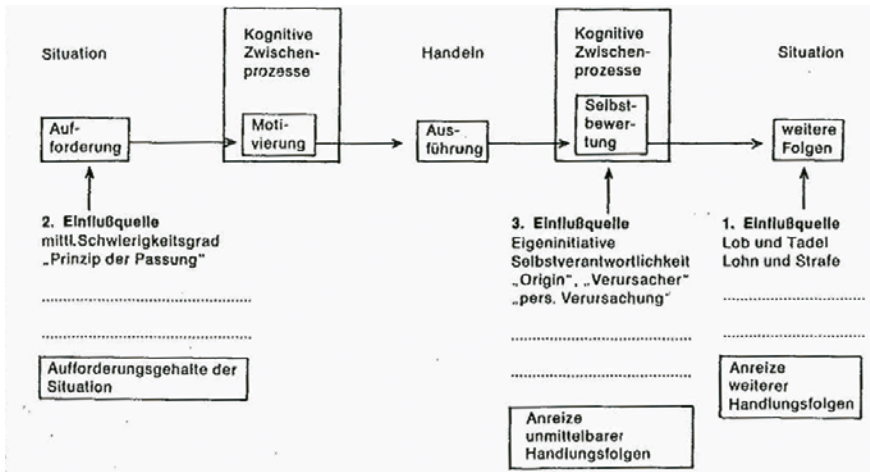 Situation
Kognitive
Zwischen-
prozesse
Handeln
Kognitive
Zwischen-
prozesse
Situation
Auf-
forderung
Moti-
vierung
Aus-
führung
Selbst-
bewer-
tung
weitere
Folgen
2. Einflußquelle
mittl.Schwierigkeitsgrad
„Prinzip der Passung"
3. Einflußquelle
Eigeninitiative
Selbstverantwortlichkeit
„Origin", „Verursacher"
„pers. Verursachung"
1. Einflußquelle
Lob und Tadel
Lohn und Strafe
Aufforderungsgehalte der
Situation
Anreize
unmittelbarer
Handlungsfolgen
Anreize
weiterer
Handlungsfolgen